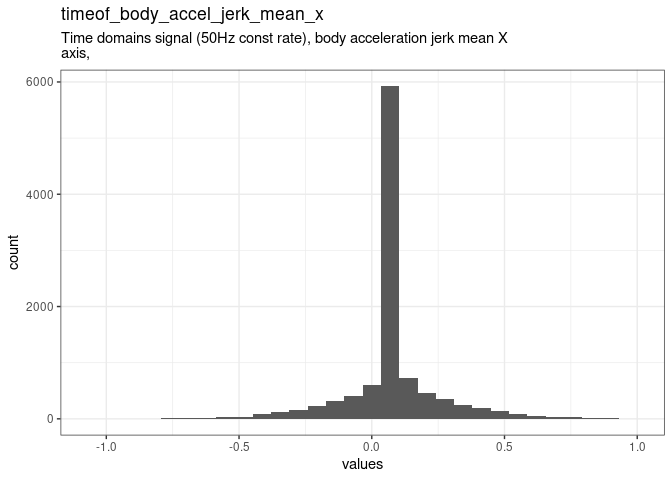 timeof_body_accel_jerk_mean_x
Time domains signal (50Hz const rate), body acceleration jerk mean X
axis,
6000
4000
2000
0
count
-1.0 -0.5 0.0 0.5 1.0
values